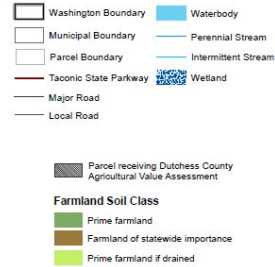 Washington Boundary
Waterbody
Municipal Boundary
Perennial Stream
Parcel Boundary
Intermittent Stream
Taconic State Parkway
Wetland
Major Road
Local Road
Parcel receiving Dutchess County
Agricultural Value Assessment
Farmland Soil Class
Prime farmland
Farmland of statewide importance
Prime farmland if drained